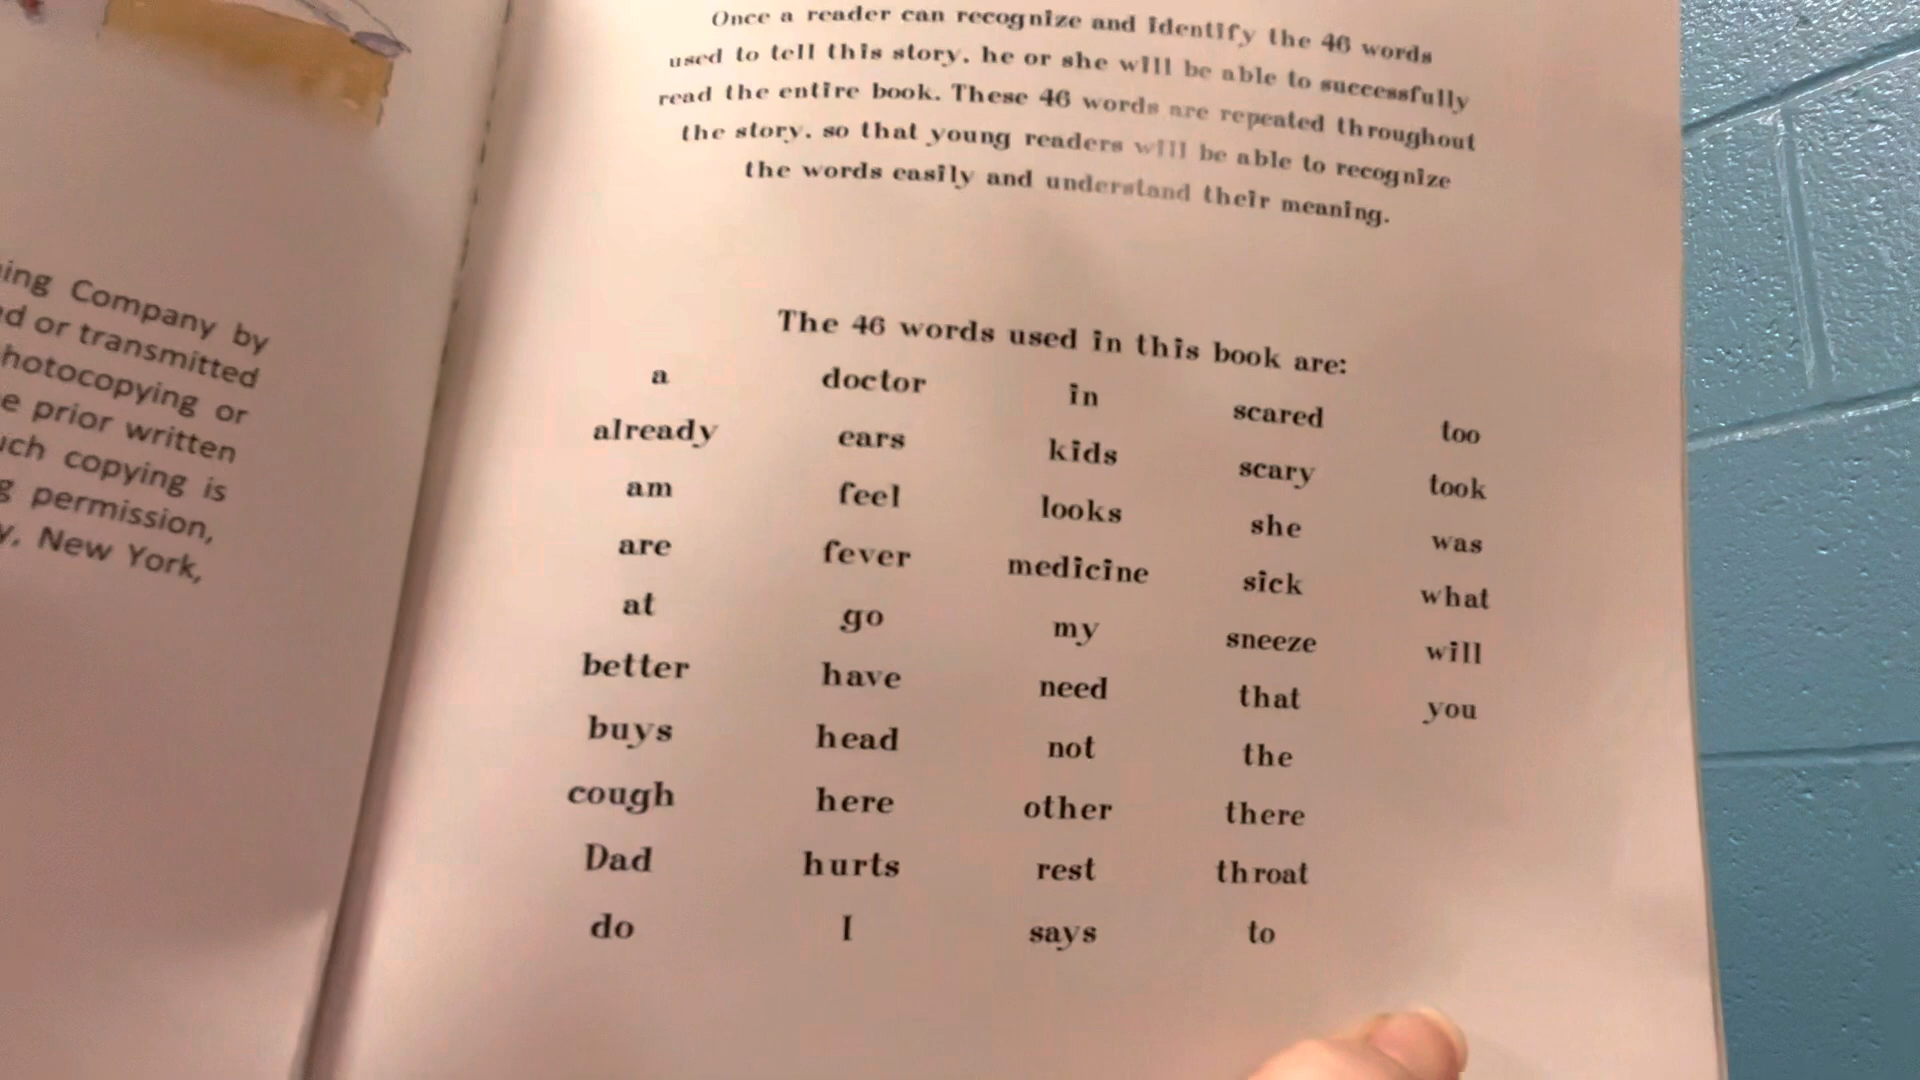 ing Company by
d or transmitted
hotocopying or
e prior written
uch copying is
g permission,
y, New York,
Once a reader can recognize and identify the 46 words
used to tell this story, he or she will be able to successfully
read the entire book. These 46 words are repeated throughout
the story, so that young readers will be able to recognize
the words easily and understand their meaning.
The 46 words used in this book are:
a doctor in scared too
already ears kids scary took
am feel looks she was
are fever medicine sick what
at go my sneeze will
better have need that you
buys head not the
cough here other there
Dad hurts rest throat
do I says to